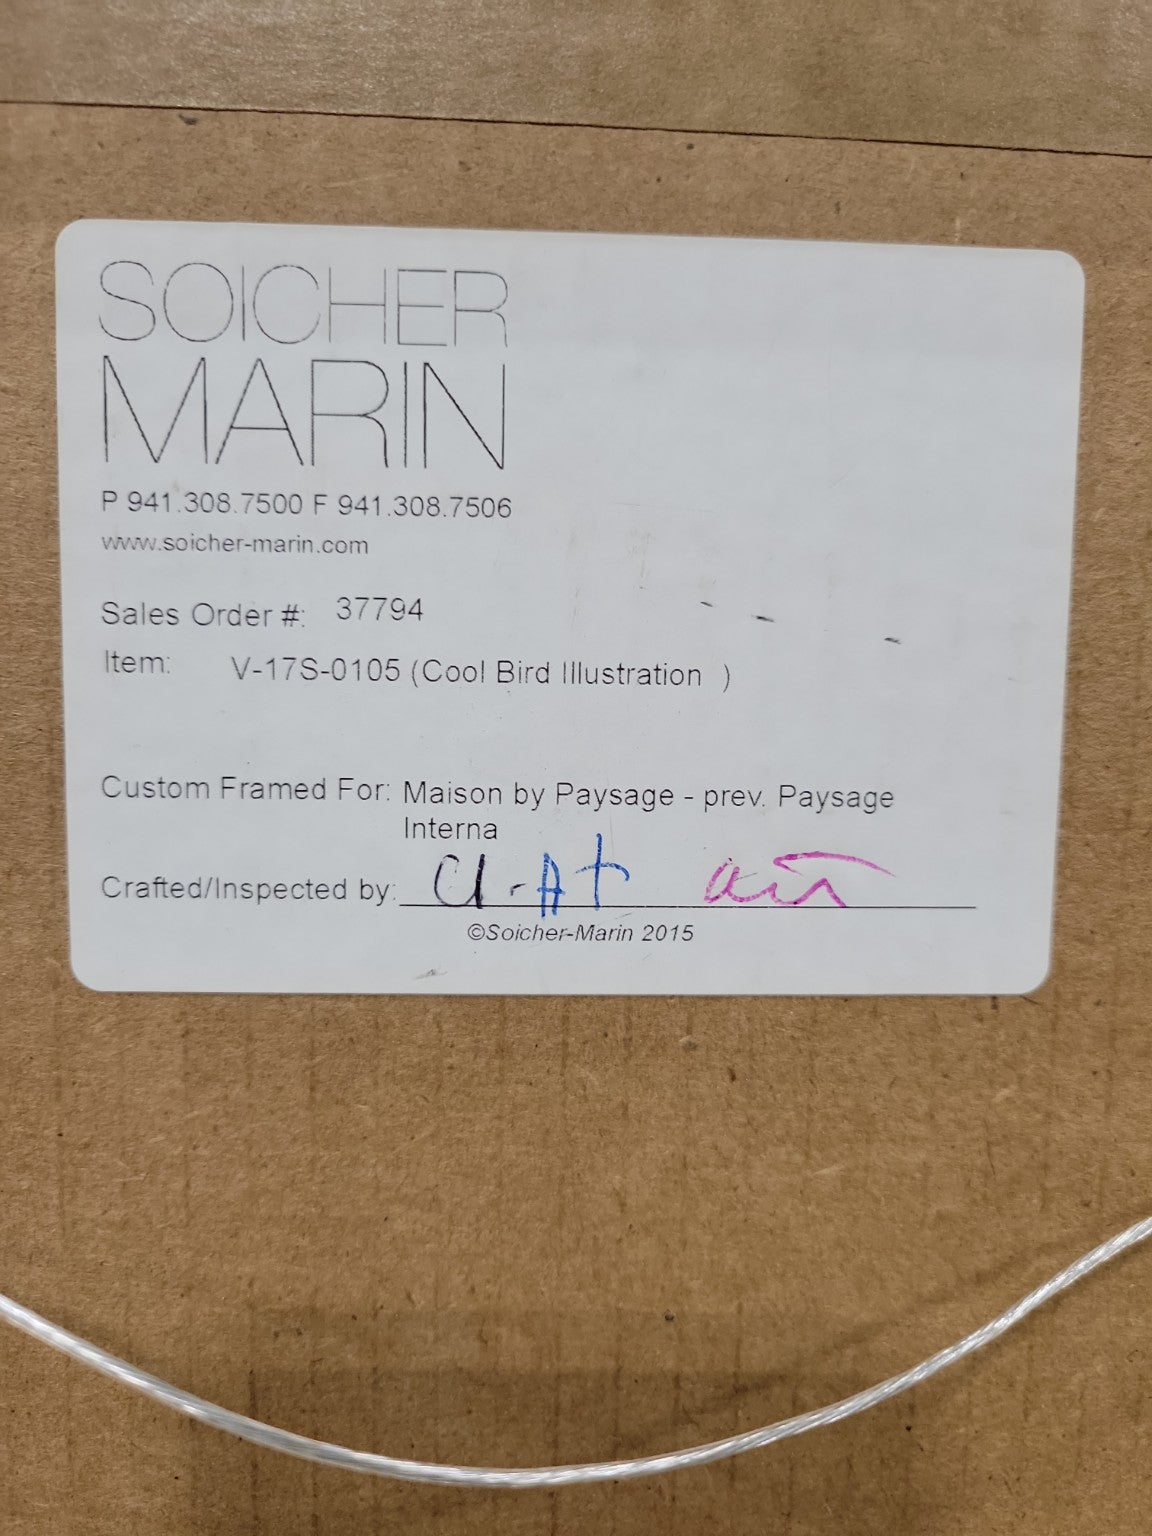 SOICHER
MARIN
P 941.308.7500 F 941.308.7506
www.soicher-marin.com
Sales Order #: 37794
Item: V-17S-0105 (Cool Bird Illustration )
Custom Framed For: Maison by Paysage - prev. Paysage
Interna
Crafted/Inspected by:
©Soicher-Marin 2015